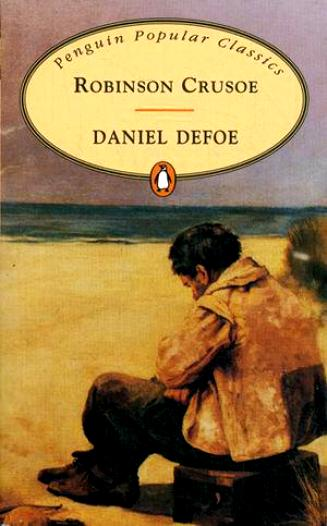 Penguin Popular Classics
ROBINSON CRUSOE
DANIEL DEFOE